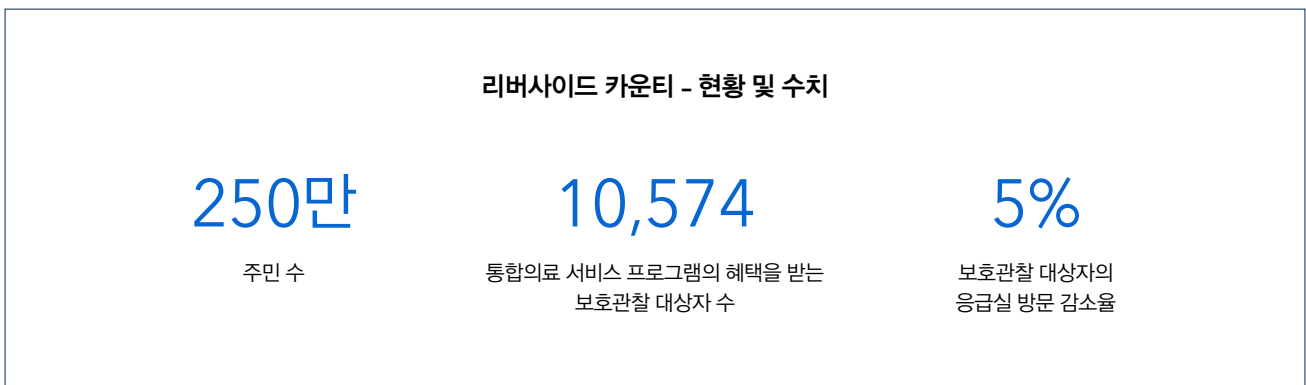 리버사이드 카운티 – 현황 및 수치
250만
주민 수
10,574
통합의료 서비스 프로그램의 혜택을 받는
보호관찰 대상자 수
5%
보호관찰 대상자의
응급실 방문 감소율